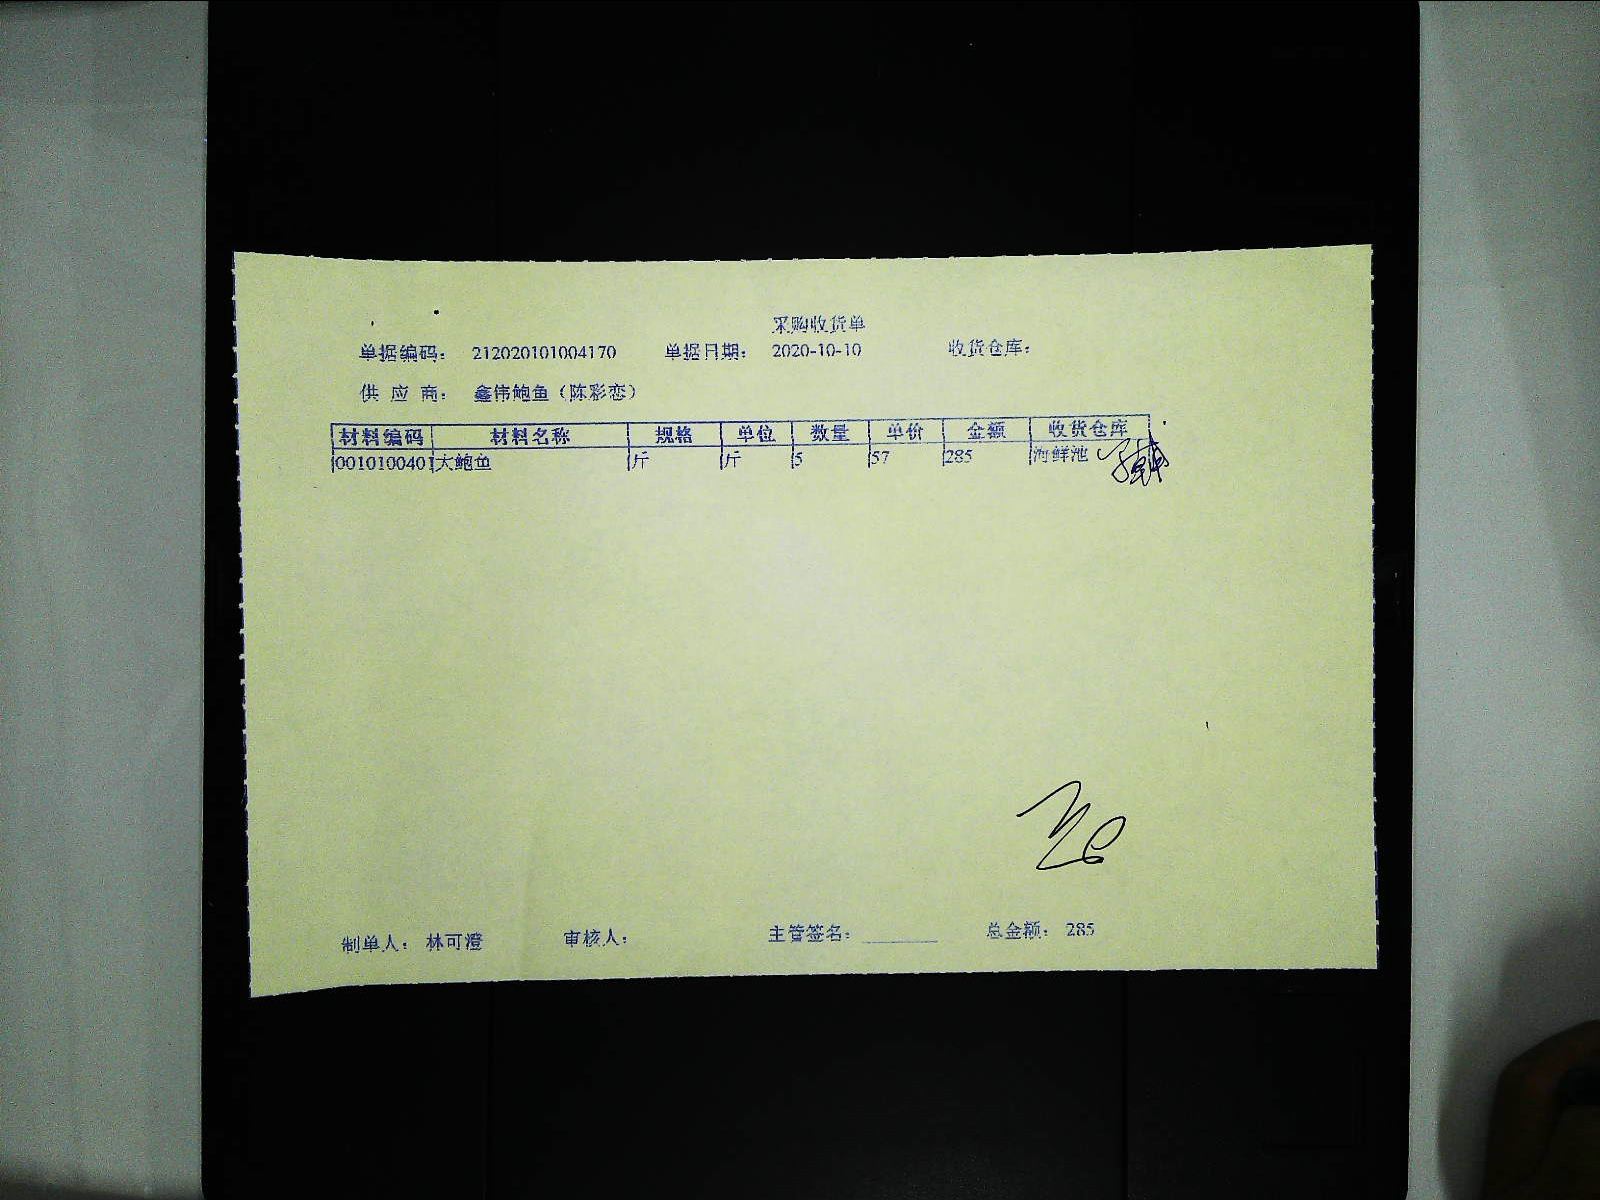 采购收货单
单据编码： 212020101004170 单据日期： 2020-10-10 收货仓库：
供 应 商： 鑫伟鲍鱼（陈彩恋）
材料编码 材料名称 规格 单位 数量 单价 金额 收货仓库
001010040 大鲍鱼 斤 斤 5 57 285 海鲜池
制单人： 林可澄 审核人： 主管签名： 总金额： 285